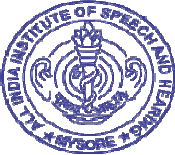 ALL INDIA INSTITUTE OF SPEECH AND HEARING
★ MYSORE ★